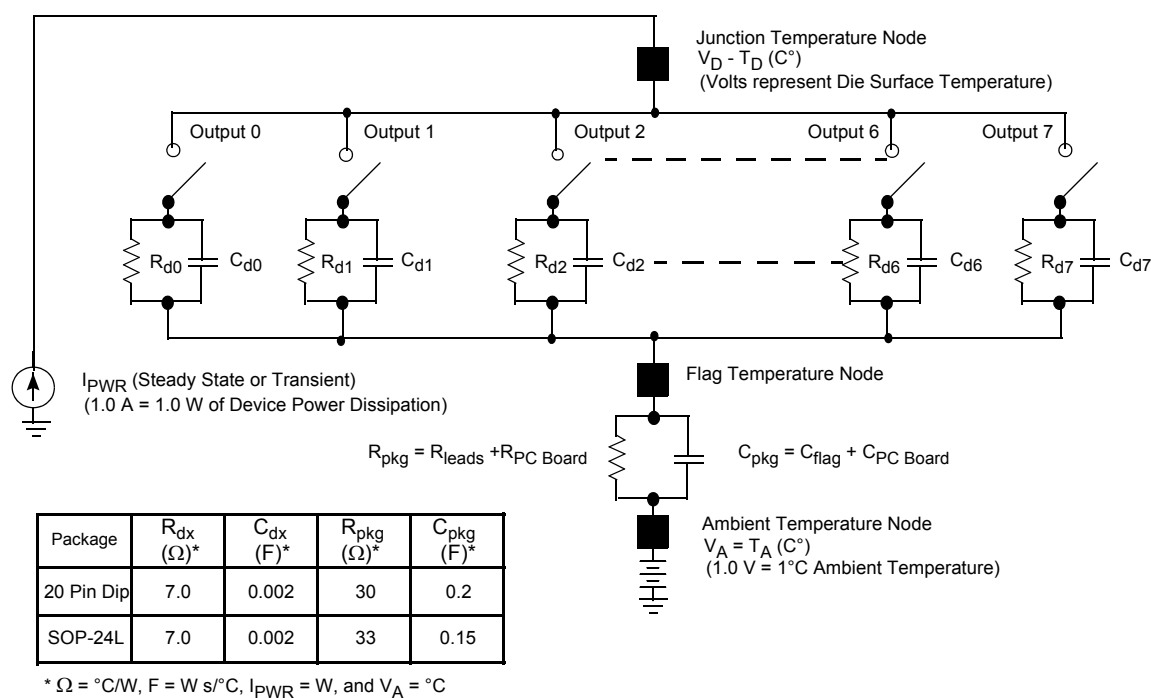 Junction Temperature Node
VD - TD (C°)
(Volts represent Die Surface Temperature)
Output 0
Output 1
Output 2
Output 6
Output 7
Rd0
Cd0
Rd1
Cd1
Rd2
Cd2
Rd6
Cd6
Rd7
Cd7
IPWR (Steady State or Transient)
(1.0 A = 1.0 W of Device Power Dissipation)
Flag Temperature Node
Rpkg = Rleads +RPC Board
Cpkg = Cflag + CPC Board
Ambient Temperature Node
VA = TA (C°)
(1.0 V = 1°C Ambient Temperature)
Package Rdx (Ω)* Cdx (F)* Rpkg (Ω)* Cpkg (F)*
20 Pin Dip 7.0 0.002 30 0.2
SOP-24L 7.0 0.002 33 0.15
* Ω = °C/W, F = W s/°C, IPWR = W, and VA = °C